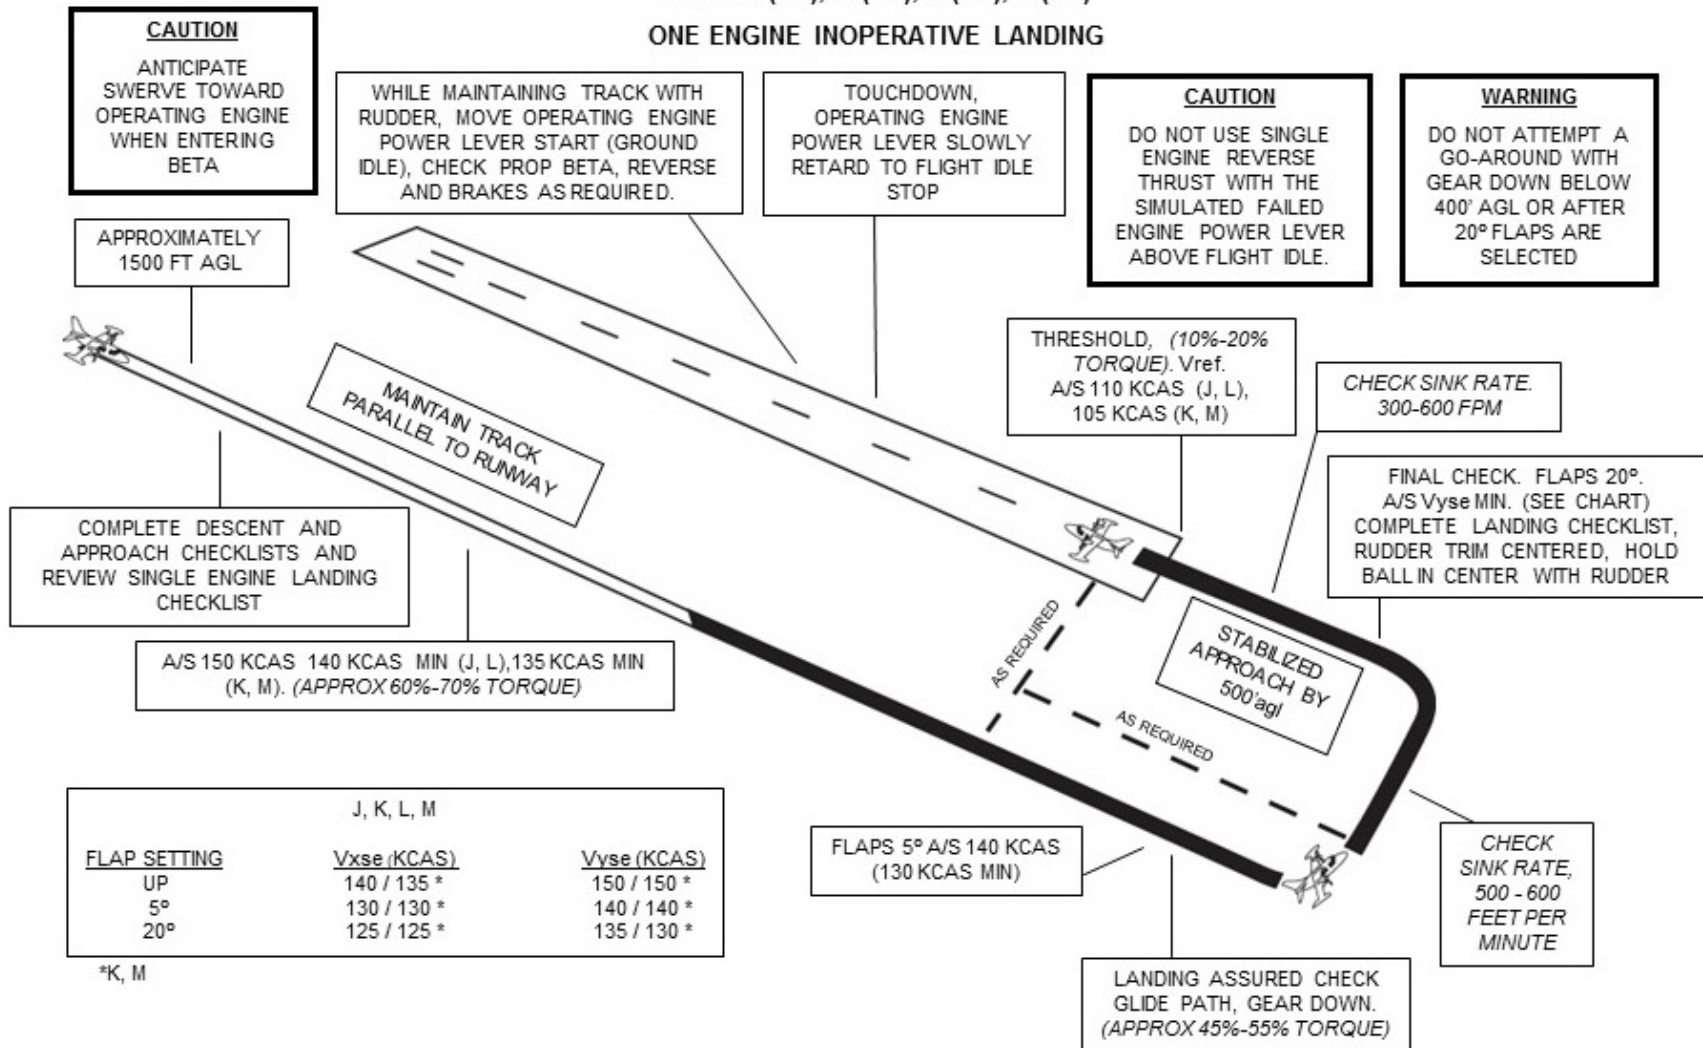 ONE ENGINE INOPERATIVE LANDING
CAUTION
ANTICIPATE
SWERVE TOWARD
OPERATING ENGINE
WHEN ENTERING
BETA
WHILE MAINTAINING TRACK WITH
RUDDER, MOVE OPERATING ENGINE
POWER LEVER START (GROUND
IDLE), CHECK PROP BETA, REVERSE
AND BRAKES AS REQUIRED.
TOUCHDOWN,
OPERATING ENGINE
POWER LEVER SLOWLY
RETARD TO FLIGHT IDLE
STOP
CAUTION
DO NOT USE SINGLE
ENGINE REVERSE
THRUST WITH THE
SIMULATED FAILED
ENGINE POWER LEVER
ABOVE FLIGHT IDLE.
WARNING
DO NOT ATTEMPT A
GO-AROUND WITH
GEAR DOWN BELOW
400' AGL OR AFTER
20º FLAPS ARE
SELECTED
APPROXIMATELY
1500 FT AGL
MAINTAIN TRACK
PARALLEL TO RUNWAY
THRESHOLD, (10%-20%
TORQUE). Vref.
A/S 110 KCAS (J, L),
105 KCAS (K, M)
CHECK SINK RATE.
300-600 FPM
FINAL CHECK. FLAPS 20º.
A/S Vyse MIN. (SEE CHART)
COMPLETE LANDING CHECKLIST,
RUDDER TRIM CENTERED, HOLD
BALL IN CENTER WITH RUDDER
COMPLETE DESCENT AND
APPROACH CHECKLISTS AND
REVIEW SINGLE ENGINE LANDING
CHECKLIST
A/S 150 KCAS 140 KCAS MIN (J, L),135 KCAS MIN
(K, M). (APPROX 60%-70% TORQUE)
AS REQUIRED
STABILIZED
APPROACH BY
500'agl
AS REQUIRED
J, K, L, M
FLAP SETTING Vxse (KCAS) Vyse (KCAS)
UP 140 / 135 * 150 / 150 *
5º 130 / 130 * 140 / 140 *
20º 125 / 125 * 135 / 130 *
*K, M
FLAPS 5º A/S 140 KCAS
(130 KCAS MIN)
CHECK
SINK RATE,
500 - 600
FEET PER
MINUTE
LANDING ASSURED CHECK
GLIDE PATH, GEAR DOWN.
(APPROX 45%-55% TORQUE)